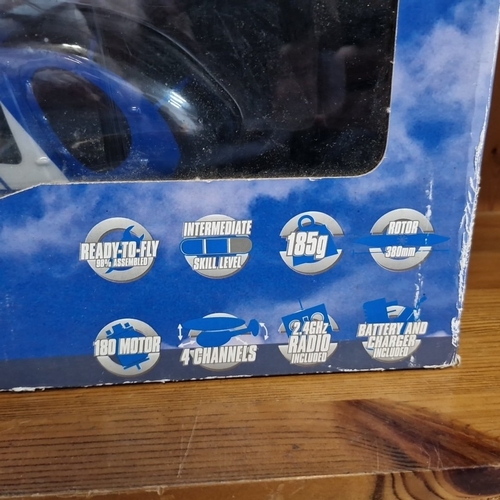 READY-TO-FLY
98% ASSEMBLED
INTERMEDIATE
SKILL LEVEL
185g
ROTOR
380mm
180 MOTOR
4 CHANNELS
2.4GHz
RADIO
INCLUDED
BATTERY AND
CHARGER
INCLUDED